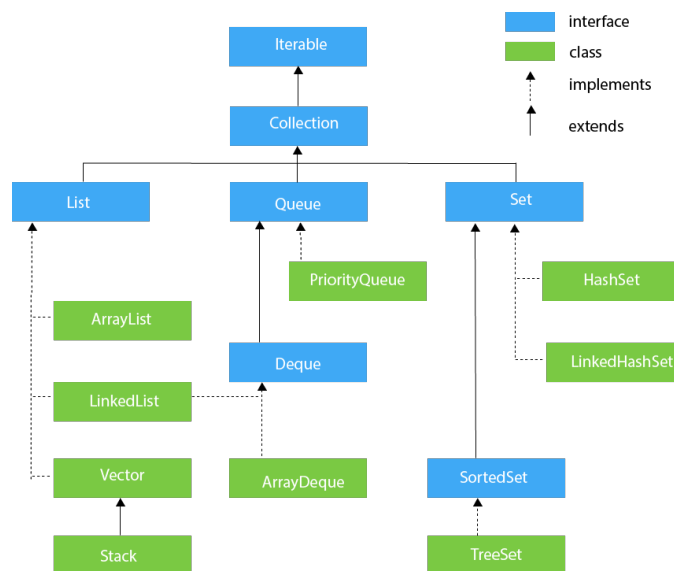 interface
class
implements
extends
Iterable
Collection
List
Queue
Set
PriorityQueue
HashSet
ArrayList
Deque
LinkedHashSet
LinkedList
Vector
ArrayDeque
SortedSet
Stack
TreeSet